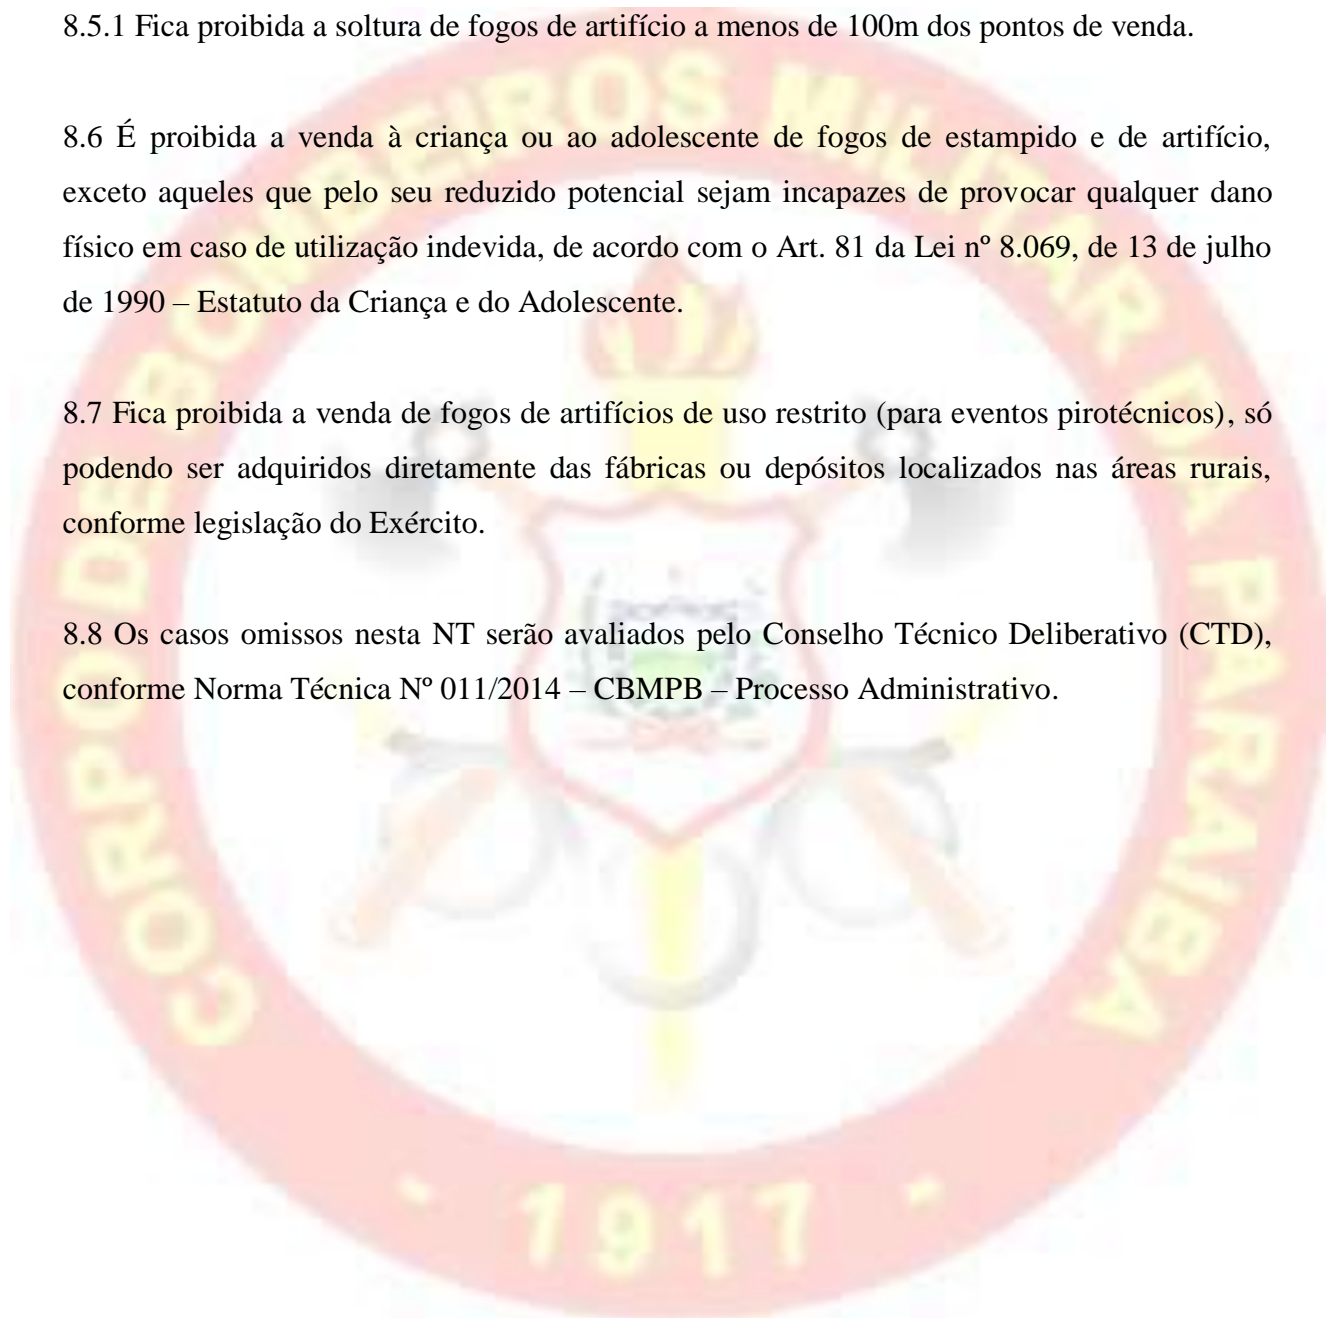 8.5.1 Fica proibida a soltura de fogos de artifício a menos de 100m dos pontos de venda.
8.6 É proibida a venda à criança ou ao adolescente de fogos de estampido e de artifício,
exceto aqueles que pelo seu reduzido potencial sejam incapazes de provocar qualquer dano
físico em caso de utilização indevida, de acordo com o Art. 81 da Lei nº 8.069, de 13 de julho
de 1990 – Estatuto da Criança e do Adolescente.
8.7 Fica proibida a venda de fogos de artifícios de uso restrito (para eventos pirotécnicos), só
podendo ser adquiridos diretamente das fábricas ou depósitos localizados nas áreas rurais,
conforme legislação do Exército.
8.8 Os casos omissos nesta NT serão avaliados pelo Conselho Técnico Deliberativo (CTD),
conforme Norma Técnica Nº 011/2014 – CBMPB – Processo Administrativo.
CORPO DE BOMBEIROS MILITAR DA PARAIBA
- 1917 -